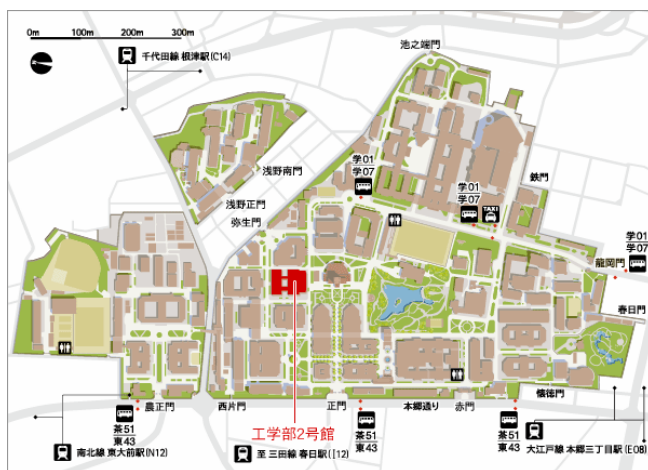 0m 100m 200m 300m
千代田線 根津駅(C14)
池之端門
浅野南門
学01
学07
鉄門
学01
学07
TAXI
浅野正門
弥生門
学01
学07
龍岡門
春日門
農正門
西片門
正門
本郷通り
赤門
懐徳門
茶51
東43
工学部2号館
茶51
東43
茶51
東43
南北線 東大前駅(N12)
至 三田線 春日駅(I12)
大江戸線 本郷三丁目駅(E08)